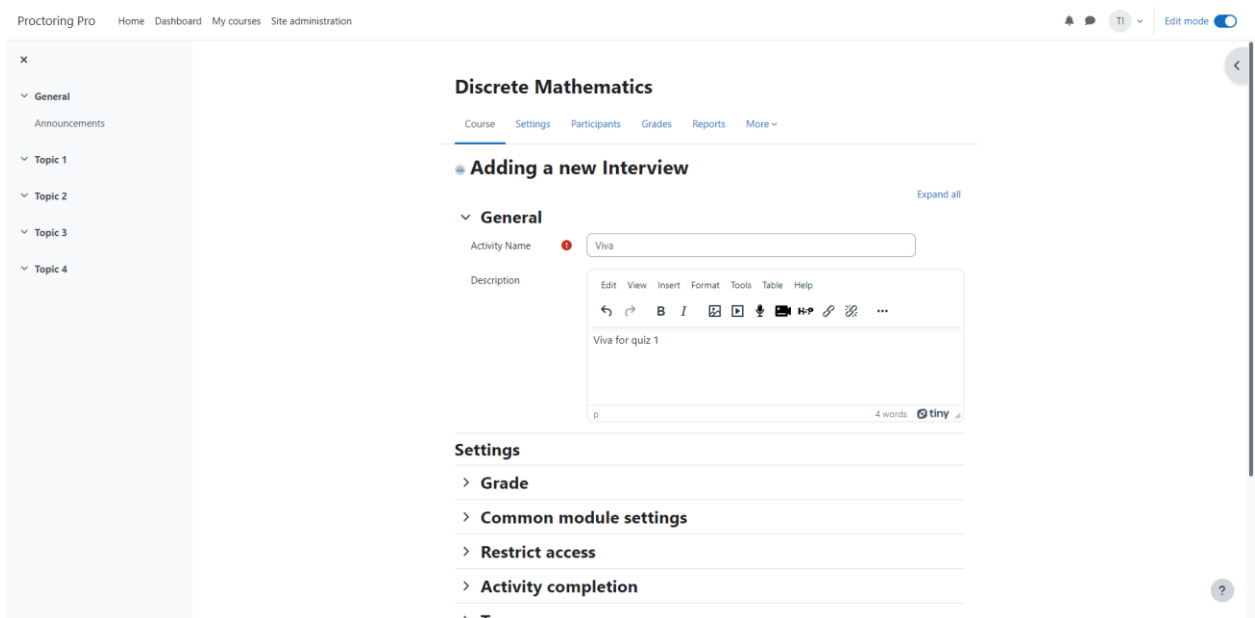 Proctoring Pro Home Dashboard My courses Site administration TI Edit mode
General
Announcements
Topic 1
Topic 2
Topic 3
Topic 4
Discrete Mathematics
Course Settings Participants Grades Reports More
Adding a new Interview
Expand all
General
Activity Name
Viva
Description
Edit View Insert Format Tools Table Help
B I H-P
Viva for quiz 1
p 4 words tiny
Settings
Grade
Common module settings
Restrict access
Activity completion
?